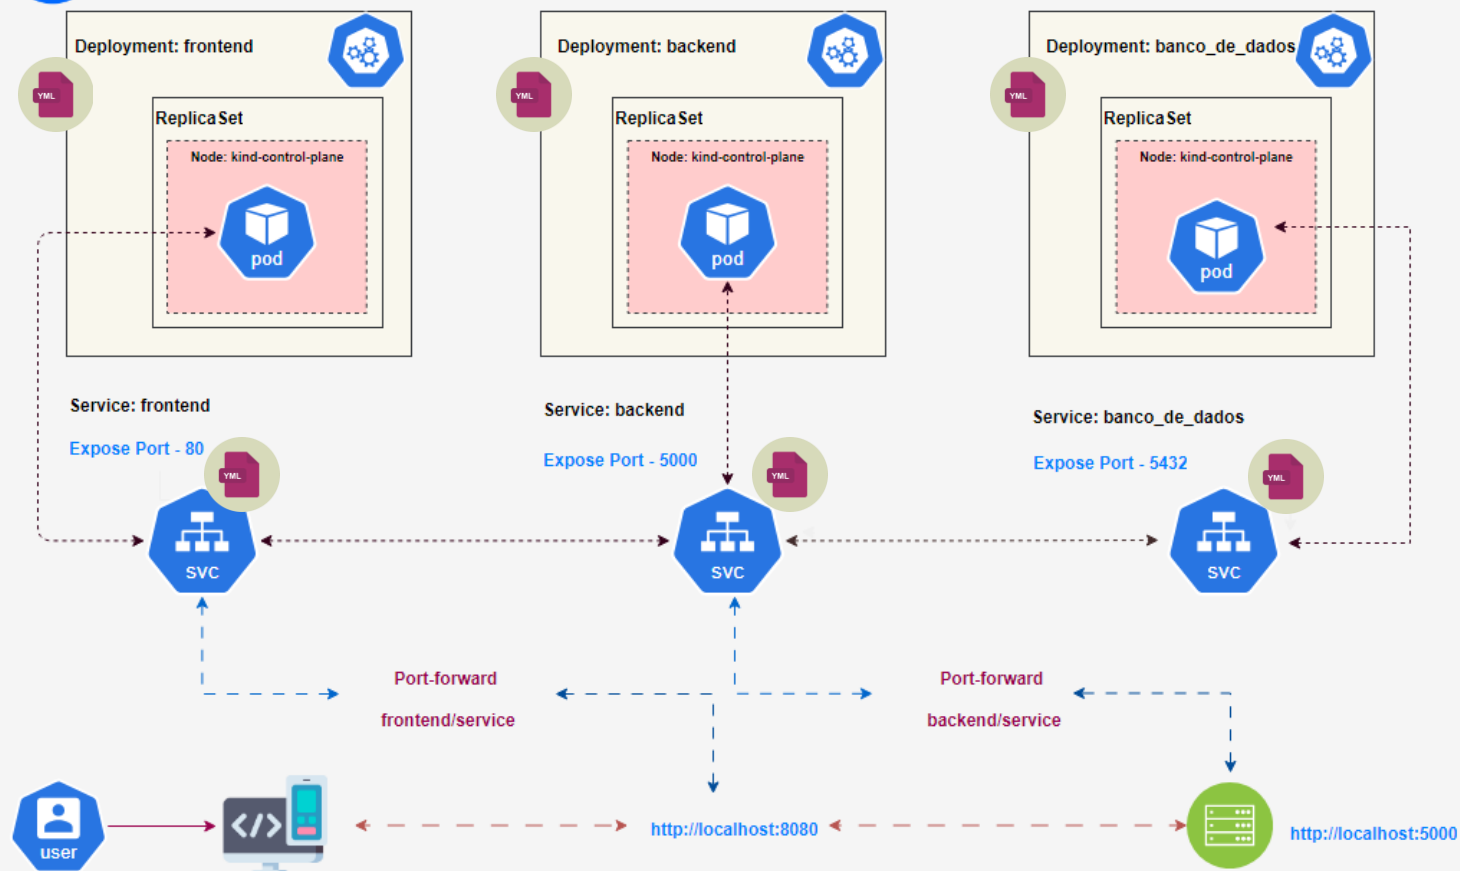 Deployment: frontend
Deployment: backend
Deployment: banco_de_dados
YML
YML
YML
ReplicaSet
ReplicaSet
ReplicaSet
Node: kind-control-plane
Node: kind-control-plane
Node: kind-control-plane
pod
pod
pod
Service: frontend
Service: backend
Service: banco_de_dados
Expose Port - 80
Expose Port - 5000
Expose Port - 5432
YML
YML
YML
SVC
SVC
SVC
Port-forward
frontend/service
Port-forward
backend/service
user
</>
http://localhost:8080
http://localhost:5000